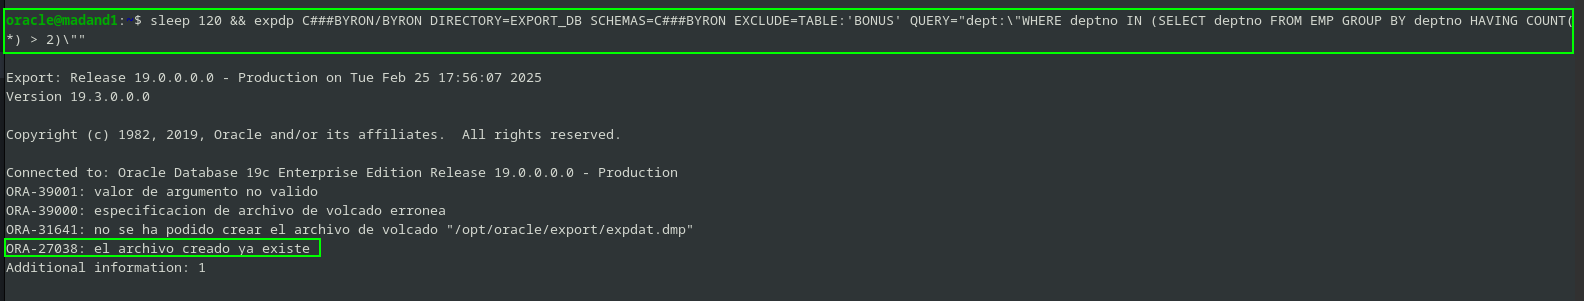 oracle@madand1:~$ sleep 120 && expdp C###BYRON/BYRON DIRECTORY=EXPORT_DB SCHEMAS=C###BYRON EXCLUDE=TABLE:'BONUS' QUERY="dept:\"WHERE deptno IN (SELECT deptno FROM EMP GROUP BY deptno HAVING COUNT(
*) > 2)\""
Export: Release 19.0.0.0.0 - Production on Tue Feb 25 17:56:07 2025
Version 19.3.0.0.0
Copyright (c) 1982, 2019, Oracle and/or its affiliates.  All rights reserved.
Connected to: Oracle Database 19c Enterprise Edition Release 19.0.0.0.0 - Production
ORA-39001: valor de argumento no valido
ORA-39000: especificacion de archivo de volcado erronea
ORA-31641: no se ha podido crear el archivo de volcado "/opt/oracle/export/expdat.dmp"
ORA-27038: el archivo creado ya existe
Additional information: 1